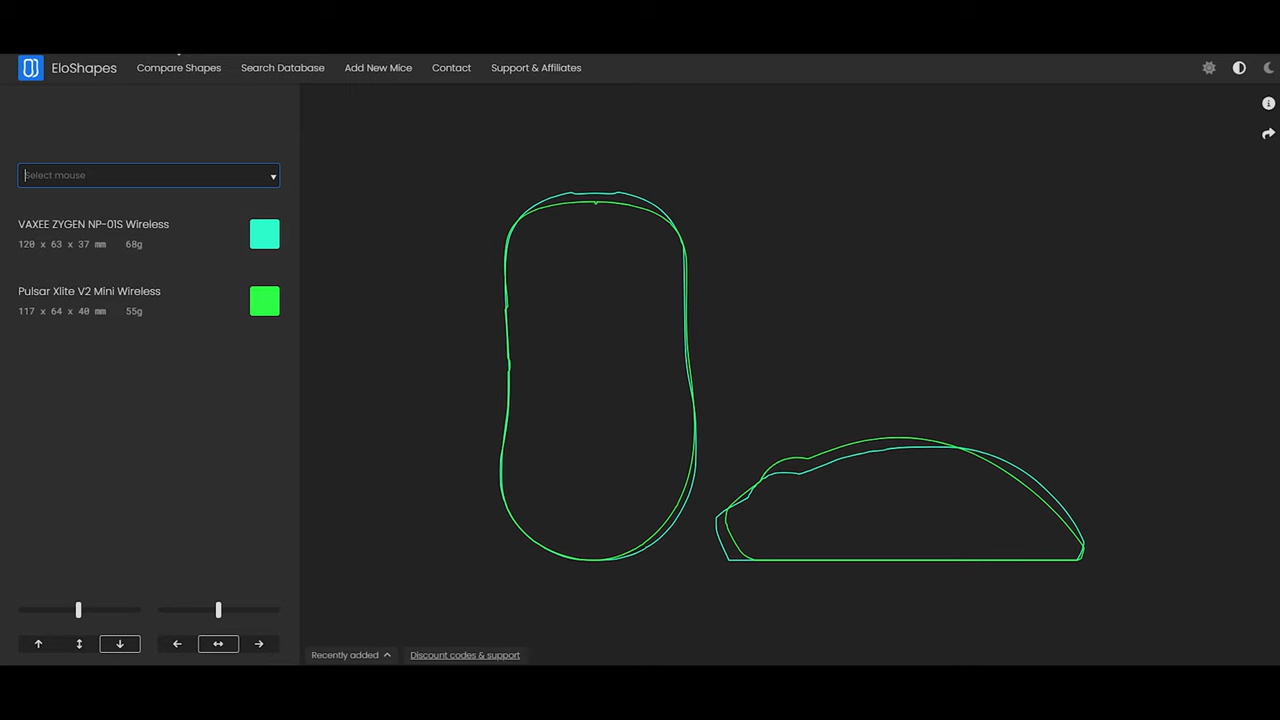 EloShapes Compare Shapes Search Database Add New Mice Contact Support & Affiliates
Select mouse
VAXEE ZYGEN NP-01S Wireless
120 x 63 x 37 mm 68g
Pulsar Xlite V2 Mini Wireless
117 x 64 x 40 mm 55g
Recently added Discount codes & support